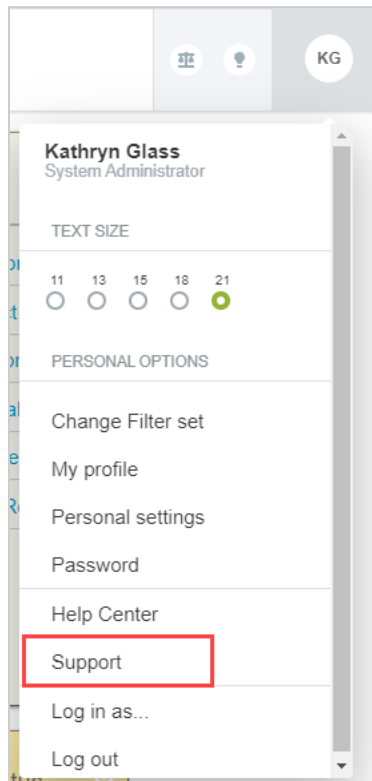 KG
Kathryn Glass
System Administrator
TEXT SIZE
11 13 15 18 21
PERSONAL OPTIONS
Change Filter set
My profile
Personal settings
Password
Help Center
Support
Log in as...
Log out